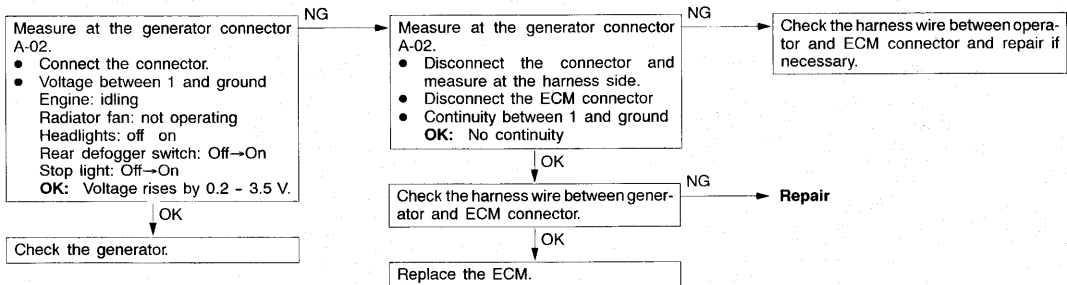 Measure at the generator connector
A-02.
● Connect the connector.
● Voltage between 1 and ground
Engine: idling
Radiator fan: not operating
Headlights: off on
Rear defogger switch: Off→On
Stop light: Off→On
OK: Voltage rises by 0.2 – 3.5 V.
OK
Check the generator.
NG
Measure at the generator connector
A-02.
● Disconnect the connector and
measure at the harness side.
● Disconnect the ECM connector
● Continuity between 1 and ground
OK: No continuity
OK
Check the harness wire between gener-
ator and ECM connector.
OK
Replace the ECM.
NG
Check the harness wire between opera-
tor and ECM connector and repair if
necessary.
NG
Repair